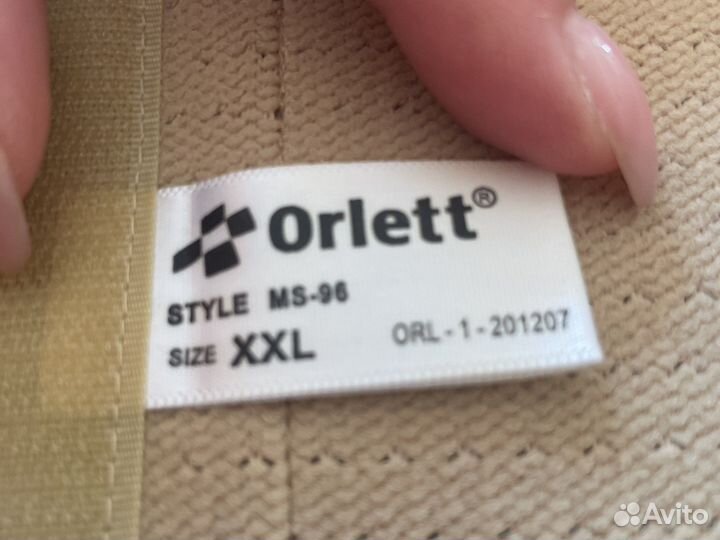 Orlett®
STYLE MS-96
SIZE XXL
ORL - 1 - 201207
Avito